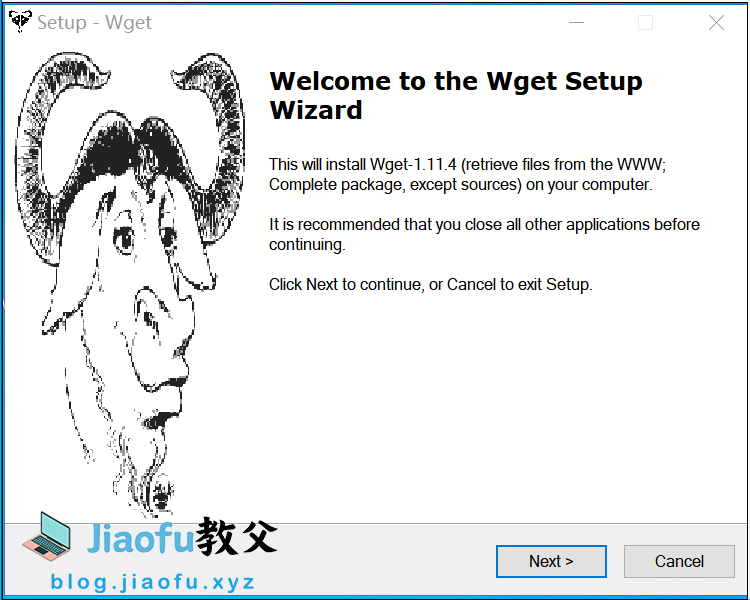 Setup - Wget
Welcome to the Wget Setup
Wizard
This will install Wget-1.11.4 (retrieve files from the WWW;
Complete package, except sources) on your computer.
It is recommended that you close all other applications before
continuing.
Click Next to continue, or Cancel to exit Setup.
Jiaofu教父
blog.jiaofu.xyz
Next >
Cancel